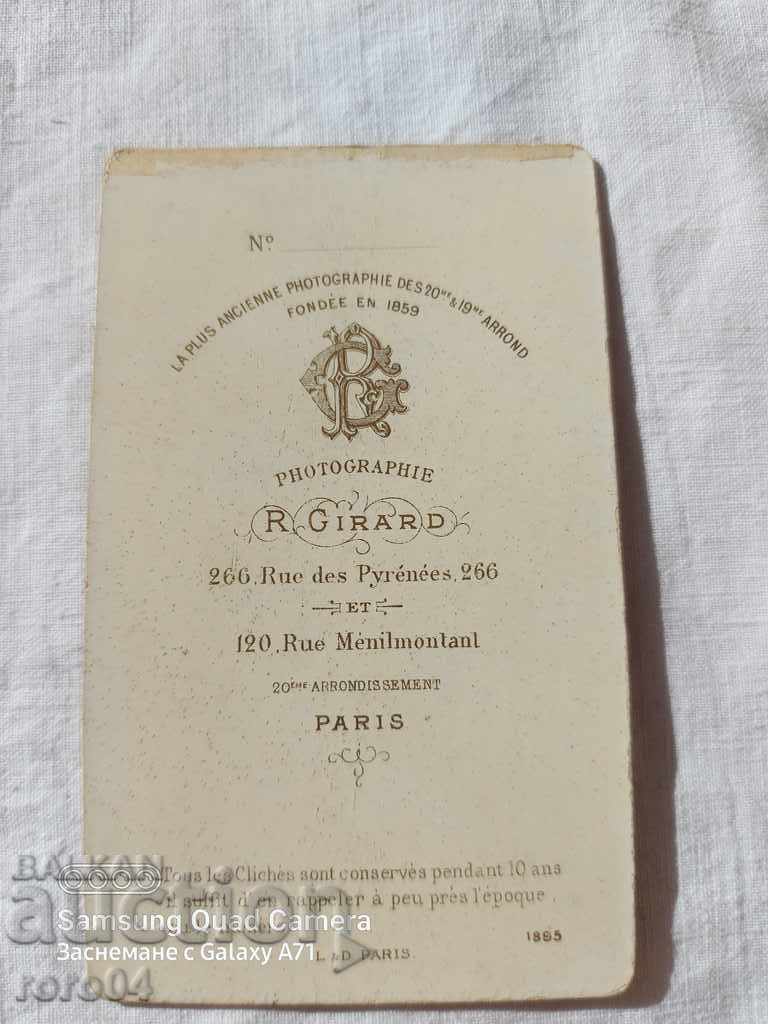 Nº
LA PLUS ANCIENNE PHOTOGRAPHIE DES 20ME & 19ME ARROND
FONDÉE EN 1859
PHOTOGRAPHIE
R. GIRARD
266, Rue des Pyrénées, 266
ET
120, Rue Ménilmontant
20ÈME ARRONDISSEMENT
PARIS
Tous les Clichés sont conservés pendant 10 ans
il suffit d'en rappeler à peu près l'époque
1895
L & D PARIS.
BALKAN
auction
Samsung Quad Camera
Заснемане с Galaxy A71
roro04